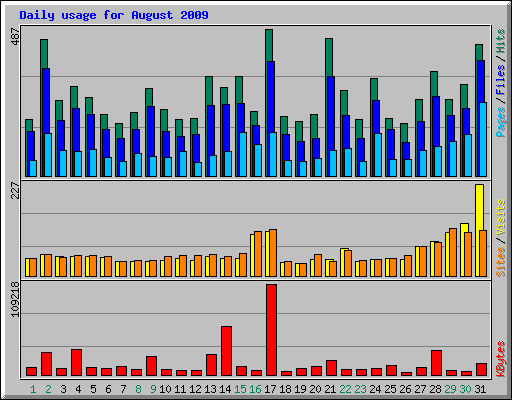 Daily usage for August 2009
487
Pages / Files / Hits
227
Sites / Visits
109218
KBytes
1 2 3 4 5 6 7 8 9 10 11 12 13 14 15 16 17 18 19 20 21 22 23 24 25 26 27 28 29 30 31